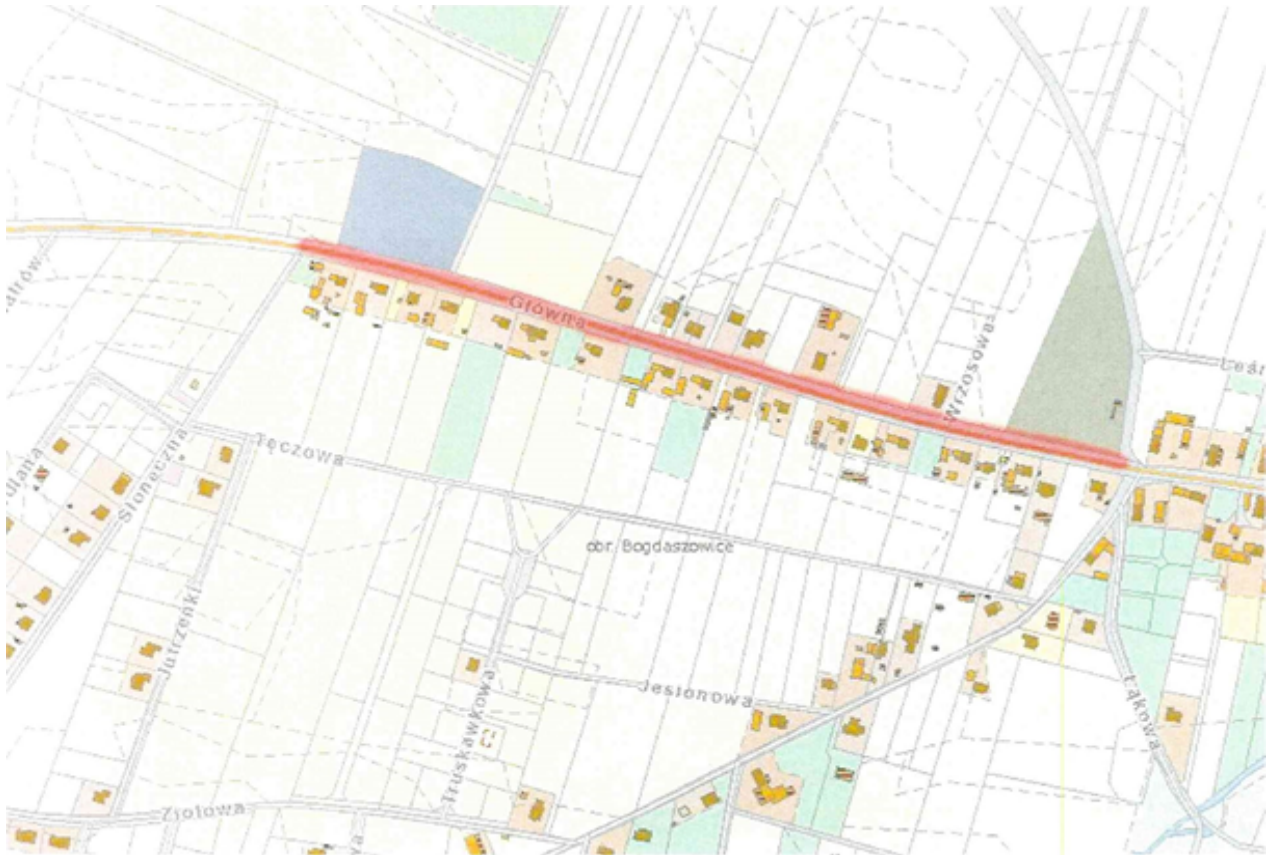 Główna
Wrzosowa
Tęczowa
Słoneczna
obr. Bogdaszowice
Jutrzenki
Truskawkowa
Jesionowa
Łąkowa
Ziołowa